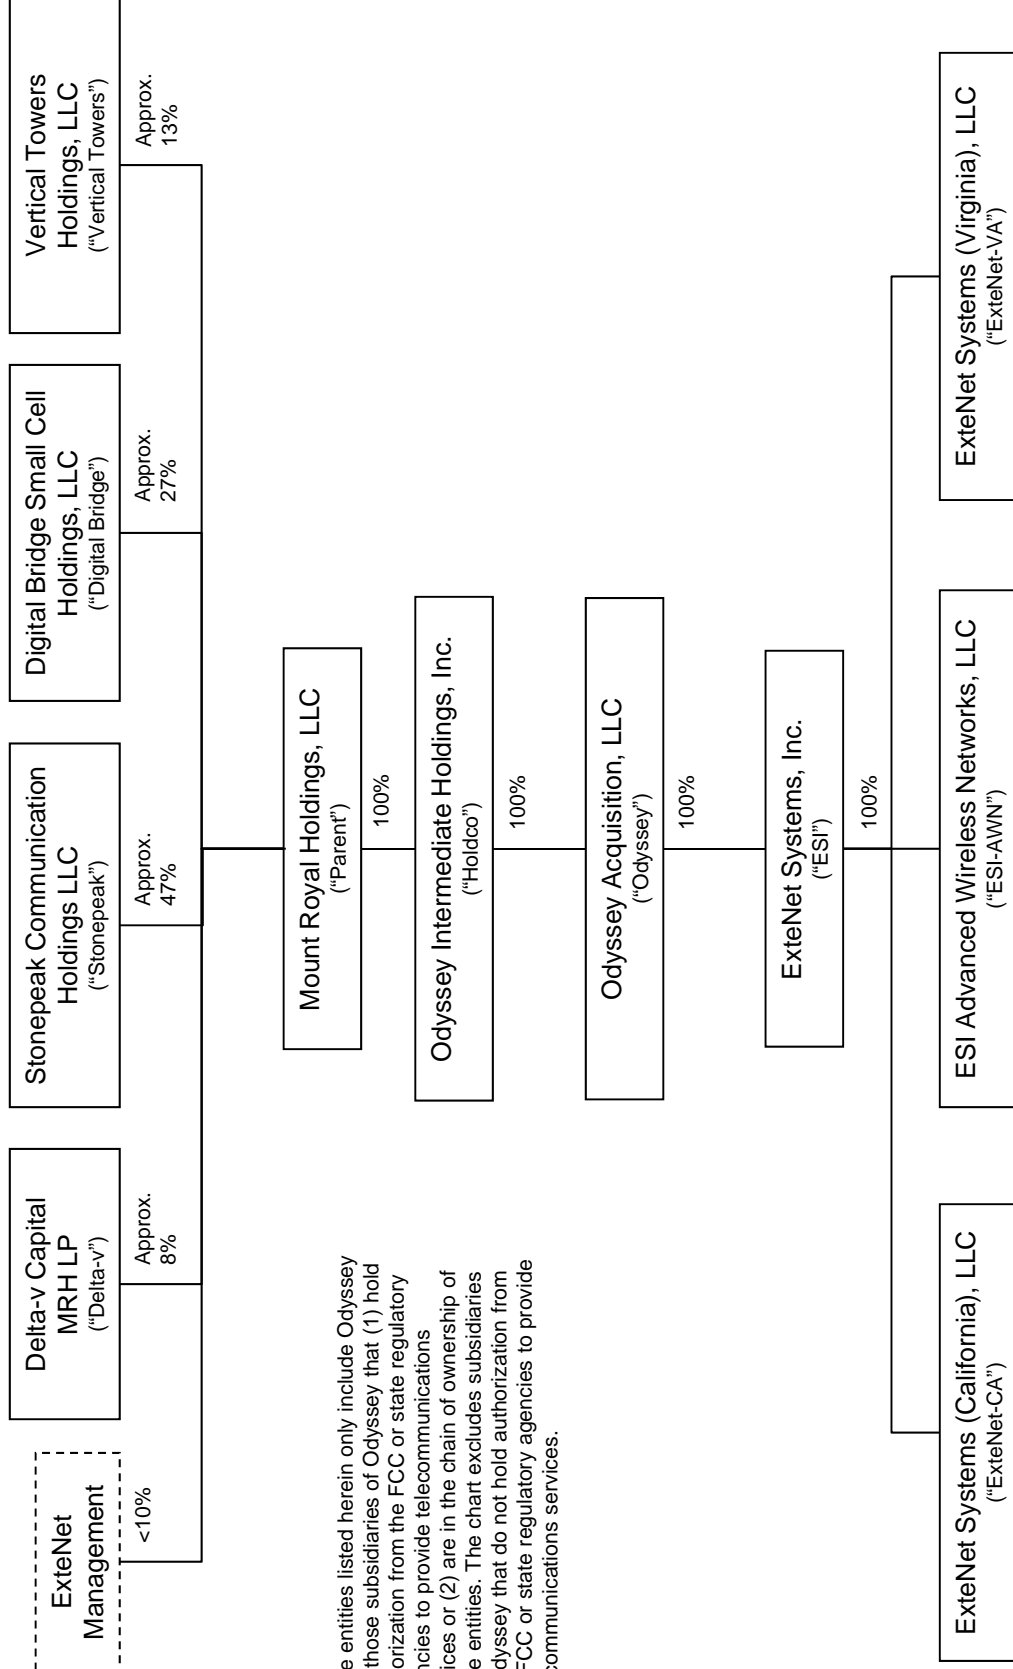 ExteNet
Management
<10%
Delta-v Capital
MRH LP
(“Delta-v”)
Approx.
8%
Stonepeak Communication
Holdings LLC
(“Stonepeak”)
Approx.
47%
Digital Bridge Small Cell
Holdings, LLC
(“Digital Bridge”)
Approx.
27%
Vertical Towers
Holdings, LLC
(“Vertical Towers”)
Approx.
13%
Mount Royal Holdings, LLC
(“Parent”)
100%
Odyssey Intermediate Holdings, Inc.
(“Holdco”)
100%
Odyssey Acquisition, LLC
(“Odyssey”)
100%
ExteNet Systems, Inc.
(“ESI”)
100%
entities listed herein only include Odyssey
those subsidiaries of Odyssey that (1) hold
from the FCC or state regulatory
to provide telecommunications
or (2) are in the chain of ownership of
entities. The chart excludes subsidiaries
that do not hold authorization from
FCC or state regulatory agencies to provide
services.
ExteNet Systems (California), LLC
(“ExteNet-CA”)
ESI Advanced Wireless Networks, LLC
(“ESI-AWN”)
ExteNet Systems (Virginia), LLC
(“ExteNet-VA”)